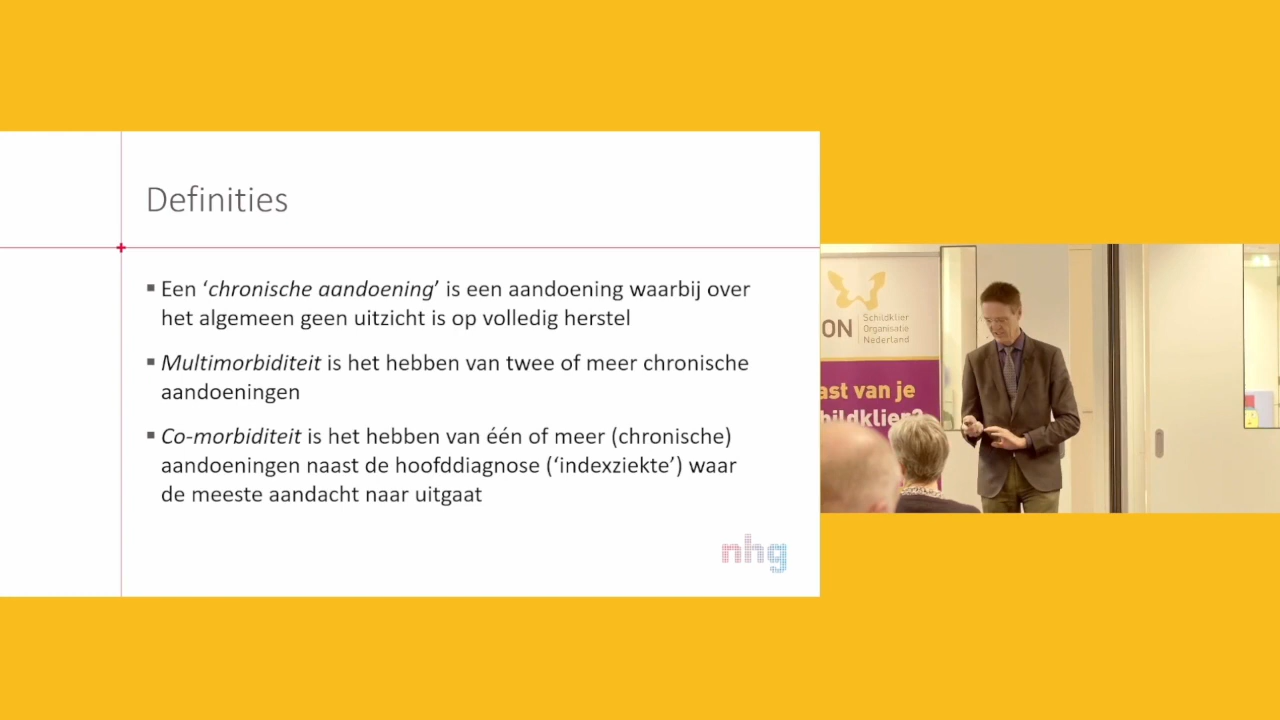 Definities
▪ Een ‘chronische aandoening’ is een aandoening waarbij over
het algemeen geen uitzicht is op volledig herstel
▪ Multimorbiditeit is het hebben van twee of meer chronische
aandoeningen
▪ Co-morbiditeit is het hebben van één of meer (chronische)
aandoeningen naast de hoofddiagnose (‘indexziekte’) waar
de meeste aandacht naar uitgaat
nhg
ON
Schildklier
Organisatie
Nederland
ast van je
hildklier?